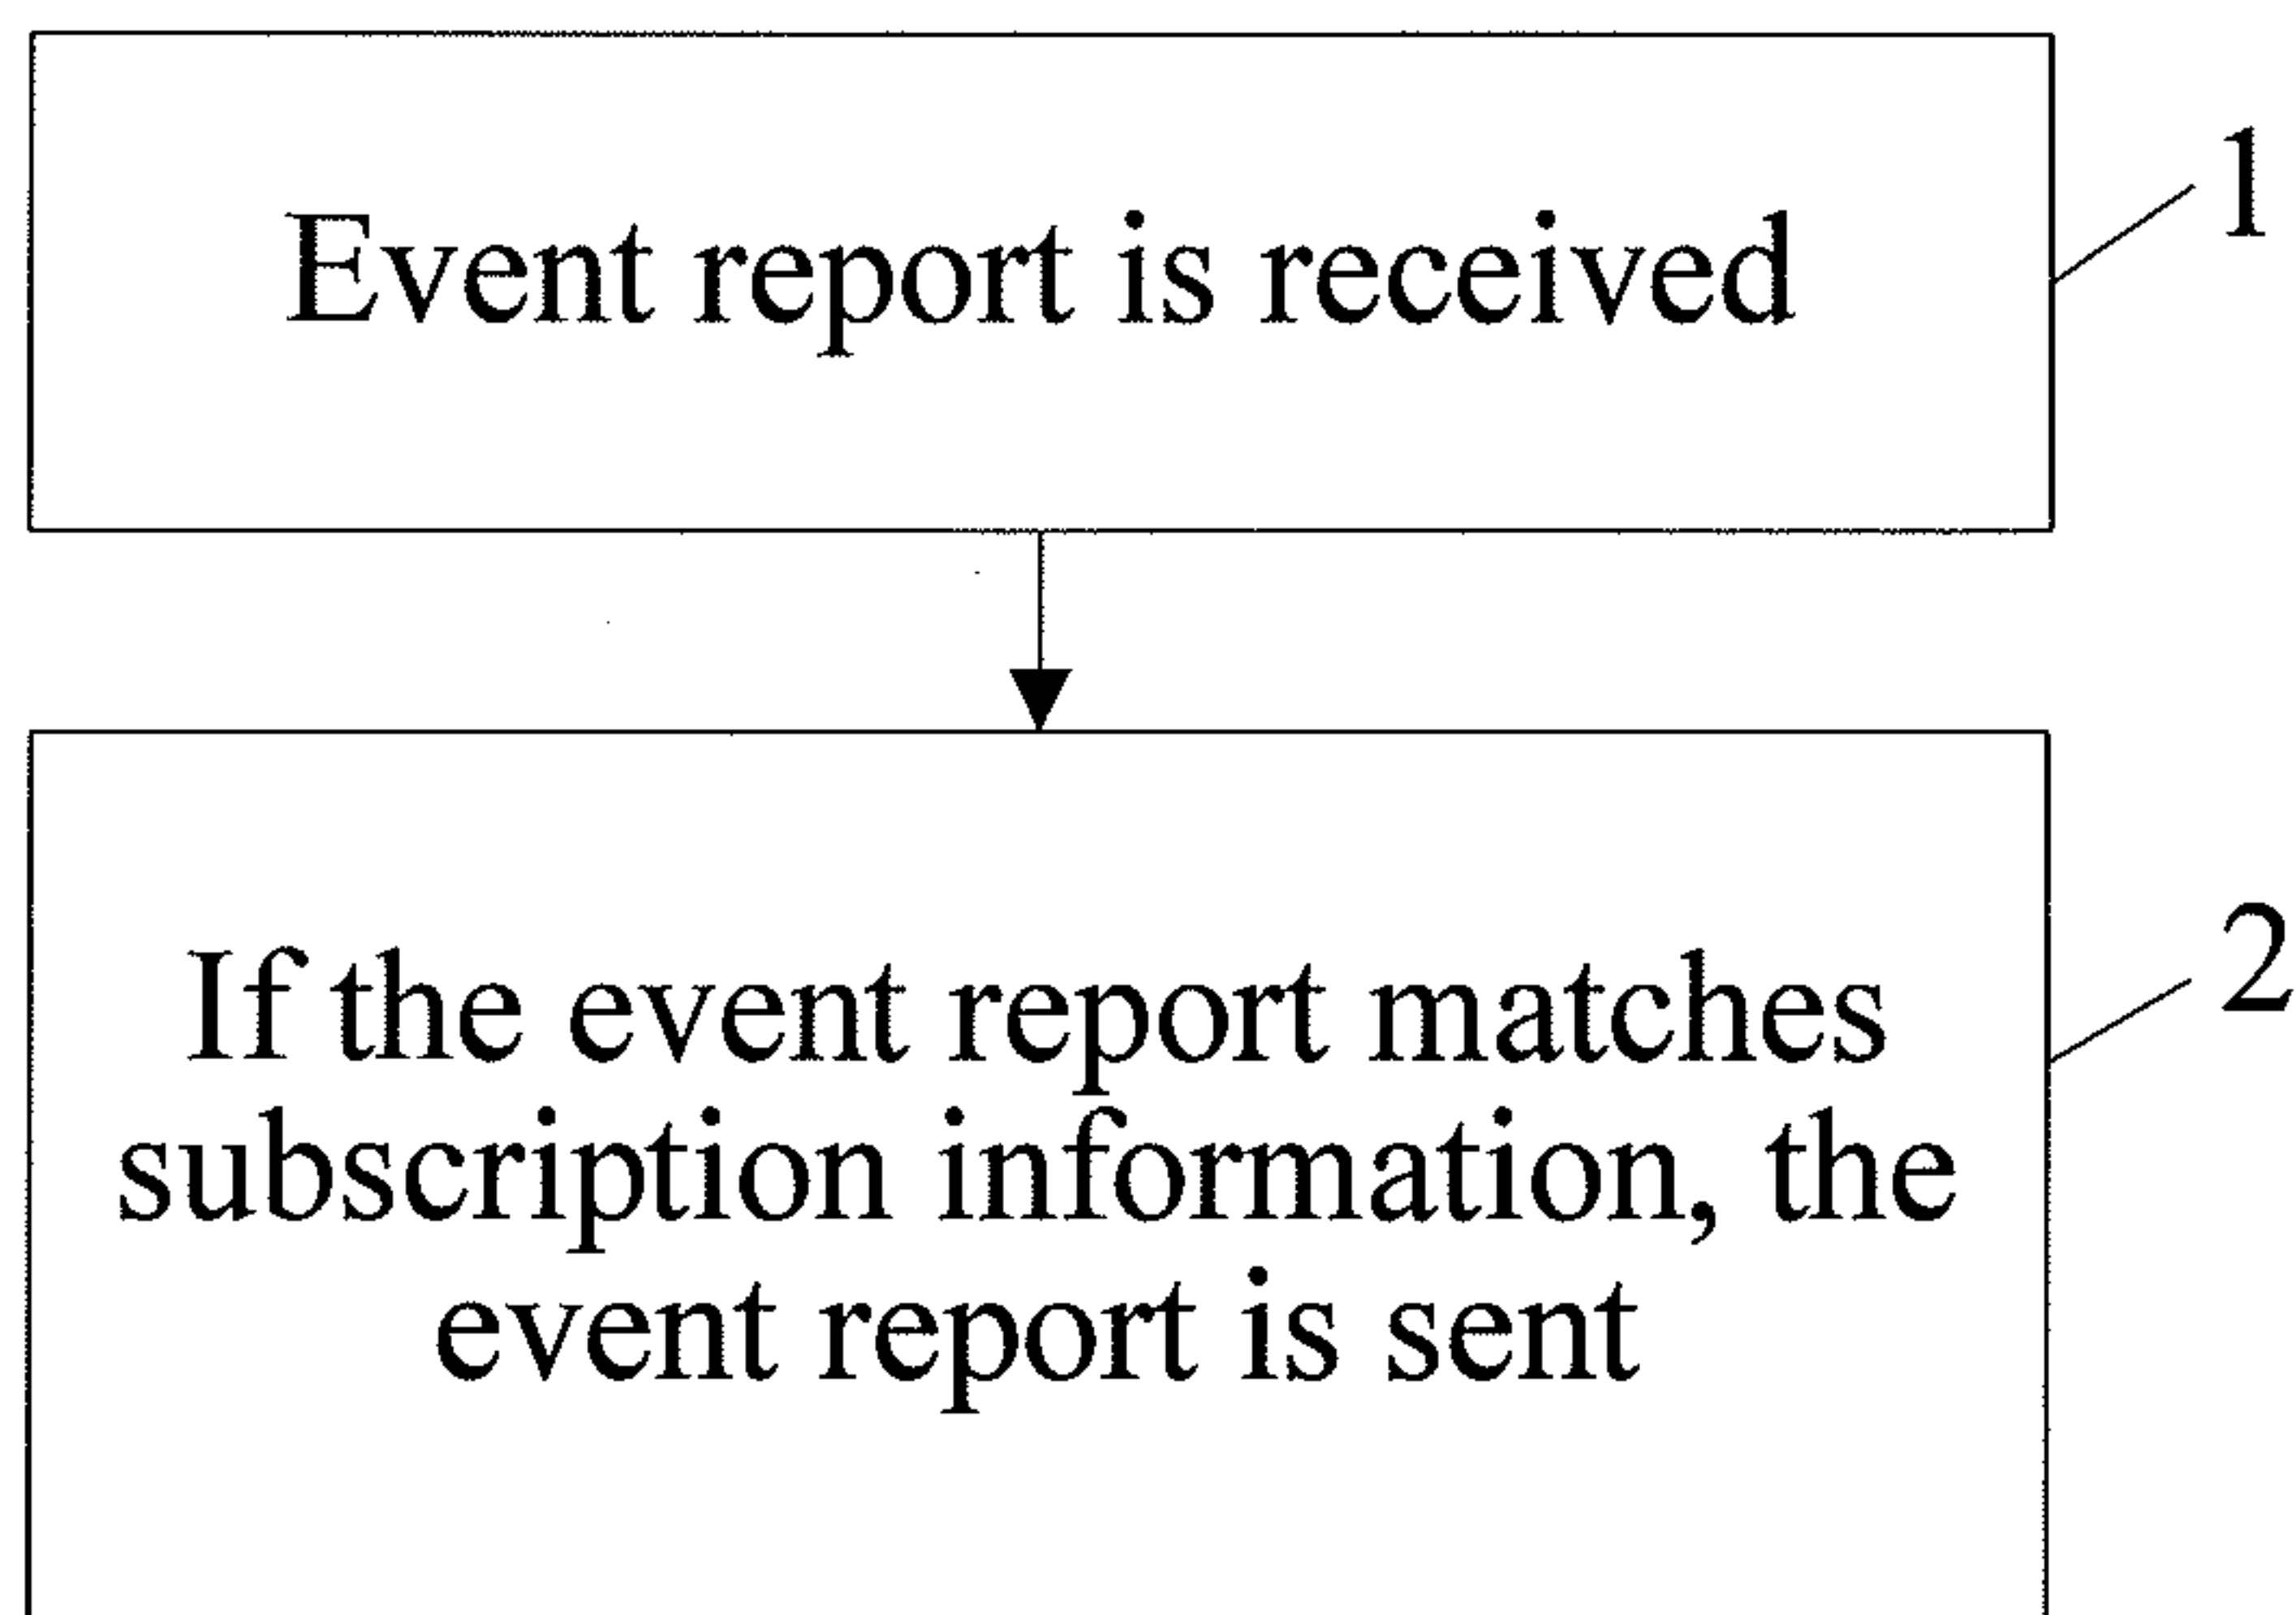 Event report is received
1
If the event report matches
subscription information, the
event report is sent
2